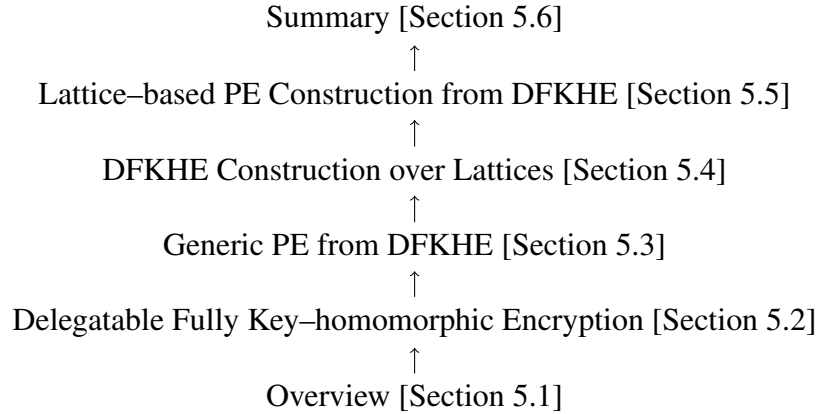 Summary [Section 5.6]
↑
Lattice–based PE Construction from DFKHE [Section 5.5]
↑
DFKHE Construction over Lattices [Section 5.4]
↑
Generic PE from DFKHE [Section 5.3]
↑
Delegatable Fully Key–homomorphic Encryption [Section 5.2]
↑
Overview [Section 5.1]